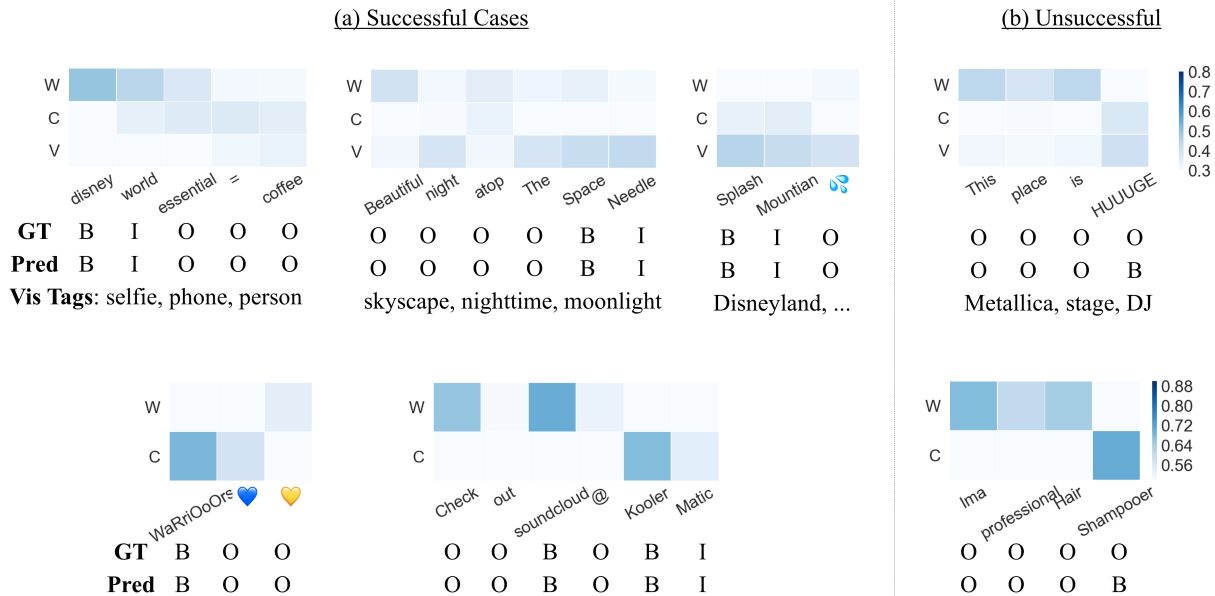 (a) Successful Cases
(b) Unsuccessful
W
C
V
disney world essential = coffee
GT B I O O O
Pred B I O O O
Vis Tags: selfie, phone, person
W
C
V
Beautiful night atop The Space Needle
O O O O B I
O O O O B I
skyscape, nighttime, moonlight
W
C
V
Splash Mountian 💦
B I O
B I O
Disneyland, ...
W
C
V
This place is HUUUGE
O O O O
O O O B
Metallica, stage, DJ
0.8
0.7
0.6
0.5
0.4
0.3
W
C
WaRriOoOrs 💙 💛
GT B O O
Pred B O O
W
C
Check out soundcloud @ Kooler Matic
O O B O B I
O O B O B I
W
C
Ima professional Hair Shampooer
O O O O
O O O B
0.88
0.80
0.72
0.64
0.56